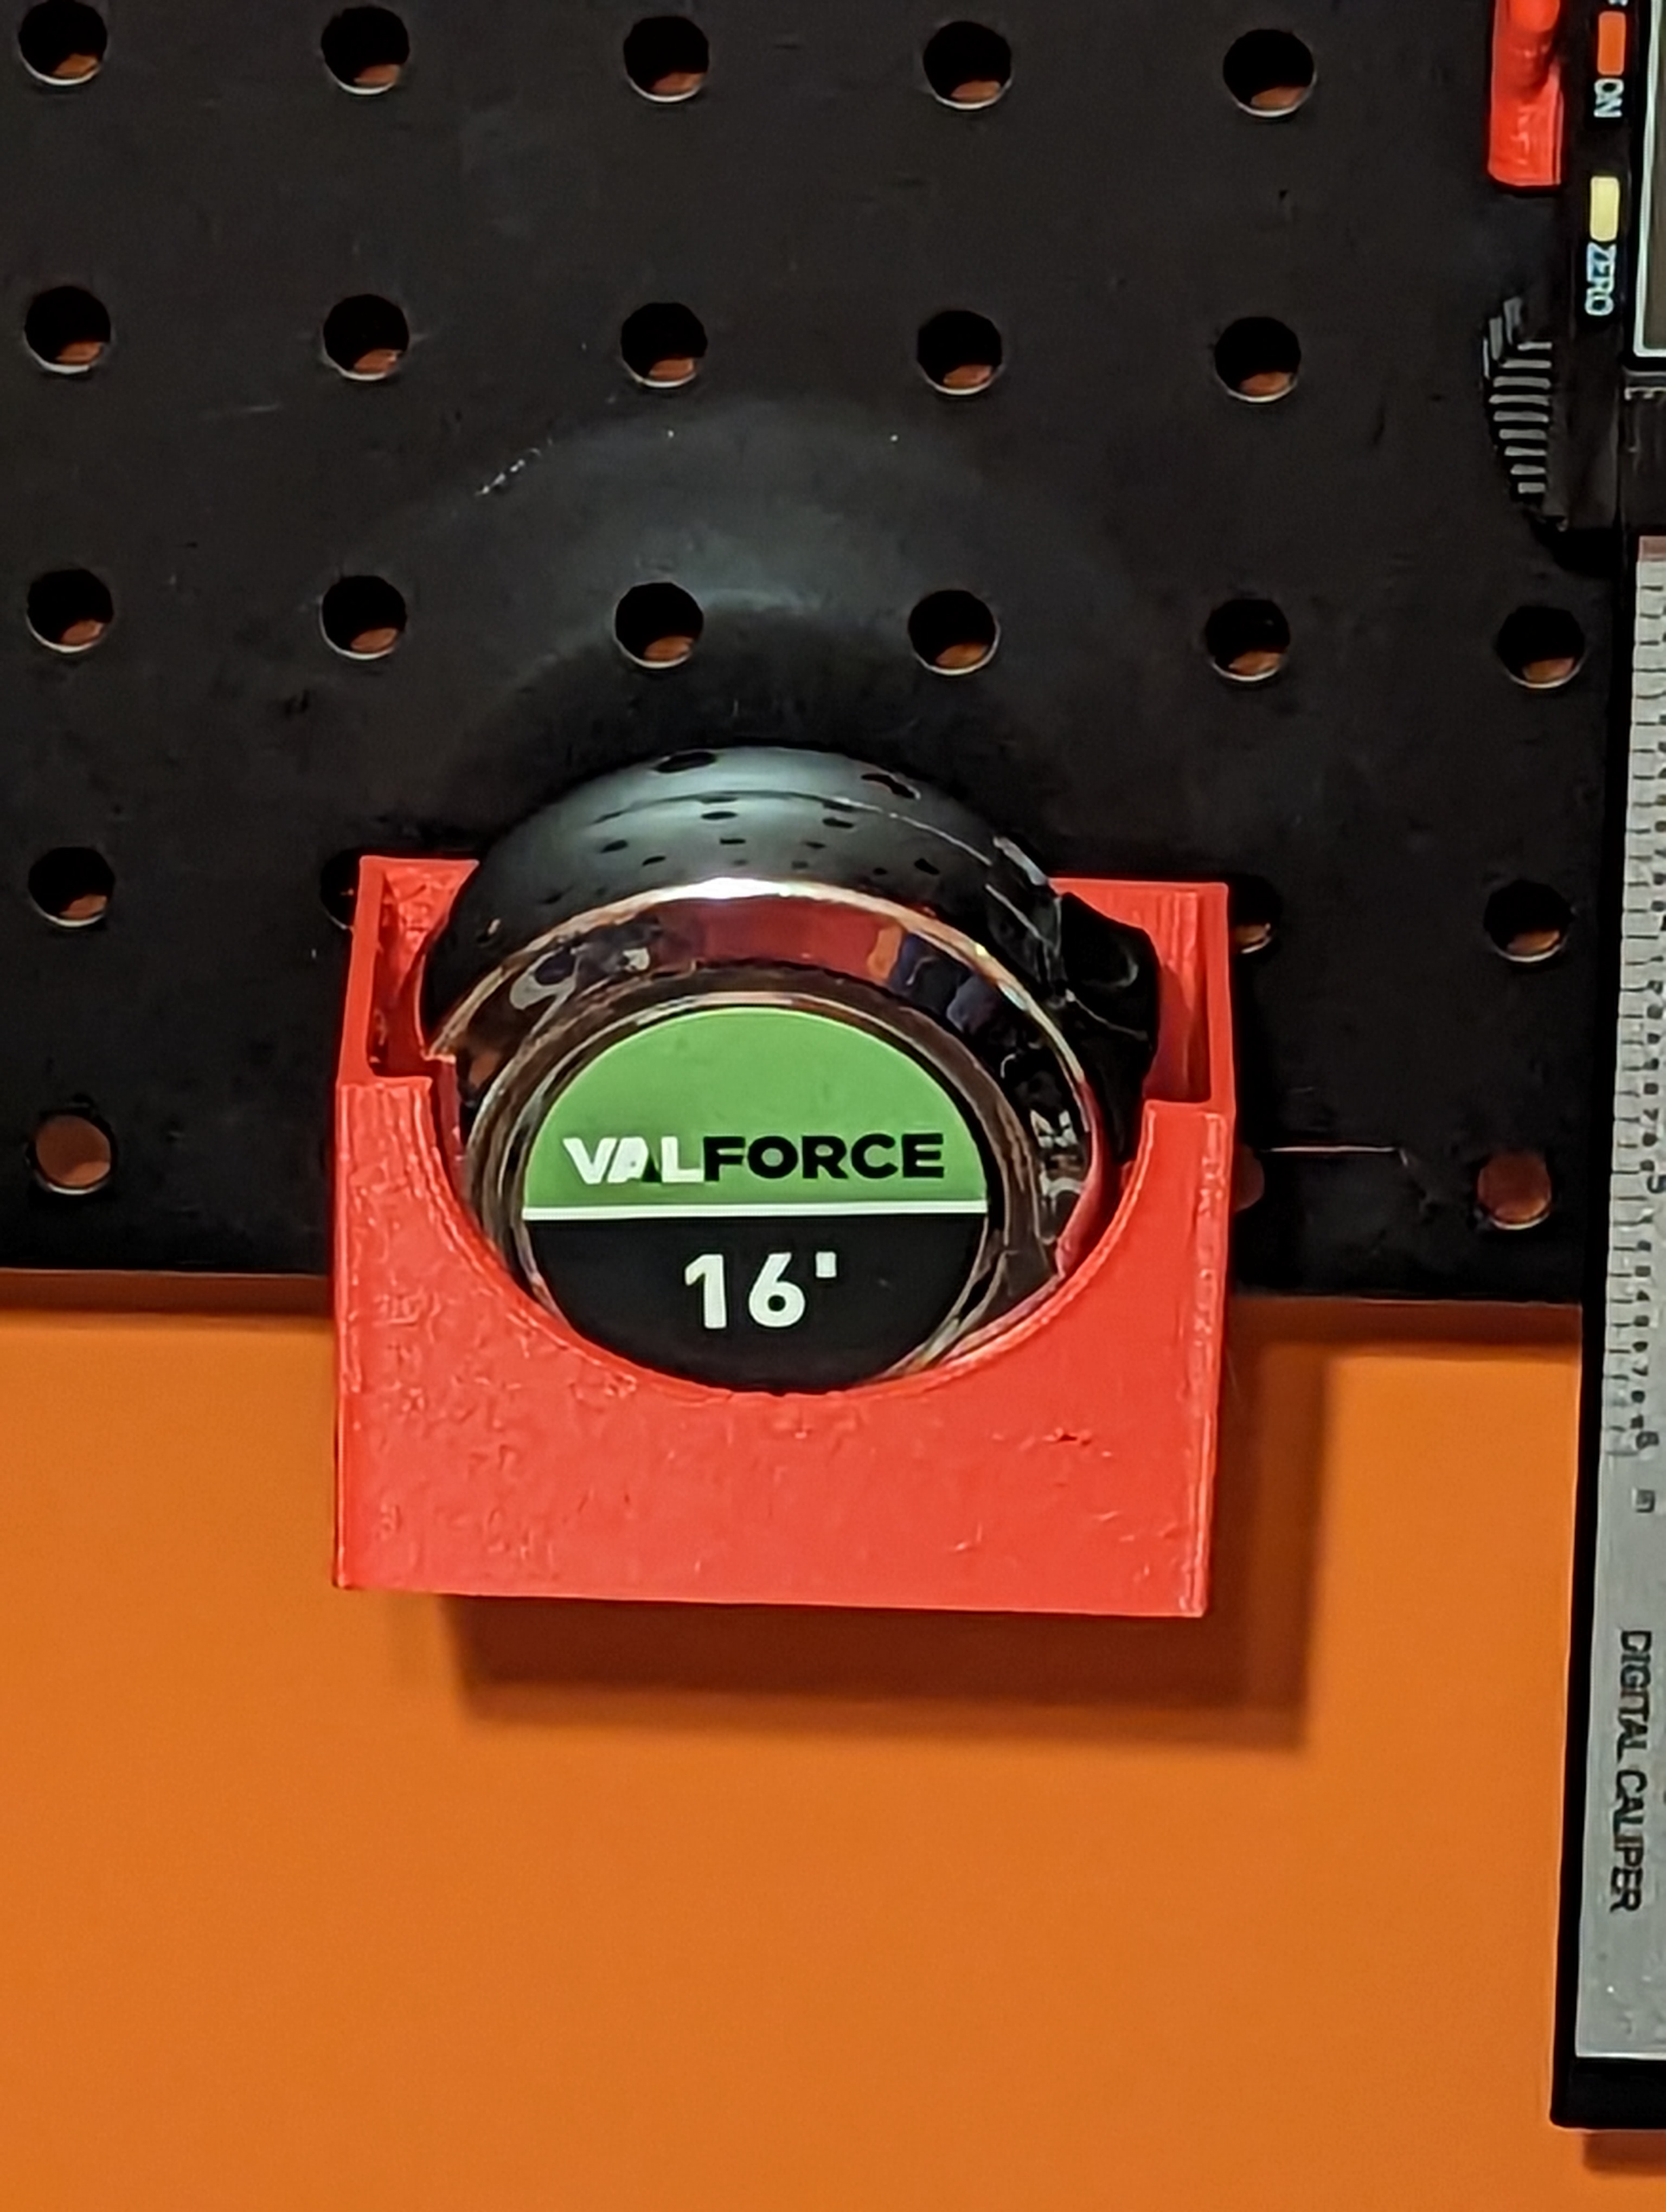 ON
ZERO
VALFORCE
16'
DIGITAL CALIPER